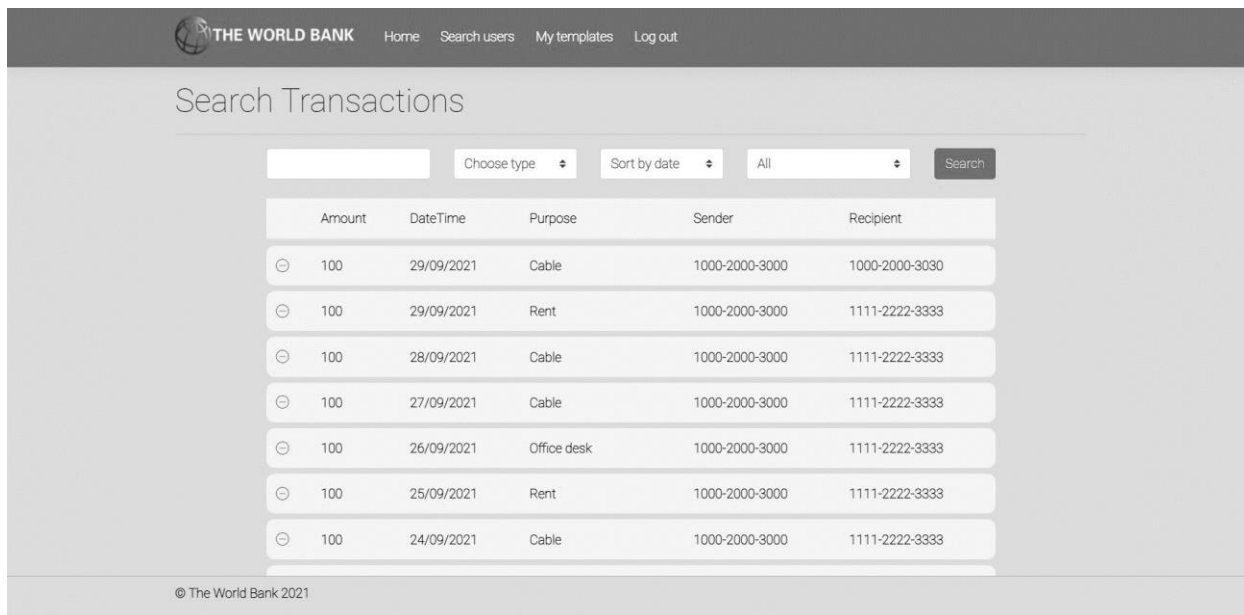 THE WORLD BANK Home Search users My templates Log out
Search Transactions
Choose type Sort by date All Search
Amount DateTime Purpose Sender Recipient
100 29/09/2021 Cable 1000-2000-3000 1000-2000-3030
100 29/09/2021 Rent 1000-2000-3000 1111-2222-3333
100 28/09/2021 Cable 1000-2000-3000 1111-2222-3333
100 27/09/2021 Cable 1000-2000-3000 1111-2222-3333
100 26/09/2021 Office desk 1000-2000-3000 1111-2222-3333
100 25/09/2021 Rent 1000-2000-3000 1111-2222-3333
100 24/09/2021 Cable 1000-2000-3000 1111-2222-3333
© The World Bank 2021